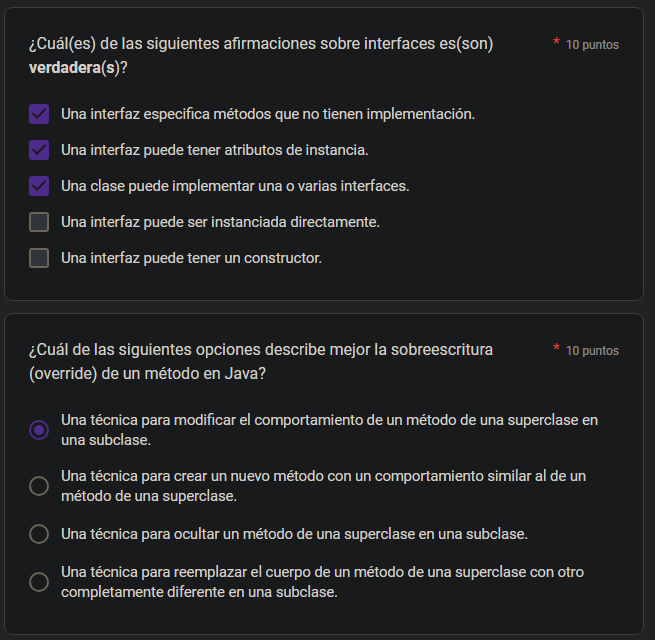 ¿Cuál(es) de las siguientes afirmaciones sobre interfaces es(son) * 10 puntos
verdadera(s)?
Una interfaz especifica métodos que no tienen implementación.
Una interfaz puede tener atributos de instancia.
Una clase puede implementar una o varias interfaces.
Una interfaz puede ser instanciada directamente.
Una interfaz puede tener un constructor.
¿Cuál de las siguientes opciones describe mejor la sobreescritura * 10 puntos
(override) de un método en Java?
Una técnica para modificar el comportamiento de un método de una superclase en
una subclase.
Una técnica para crear un nuevo método con un comportamiento similar al de un
método de una superclase.
Una técnica para ocultar un método de una superclase en una subclase.
Una técnica para reemplazar el cuerpo de un método de una superclase con otro
completamente diferente en una subclase.